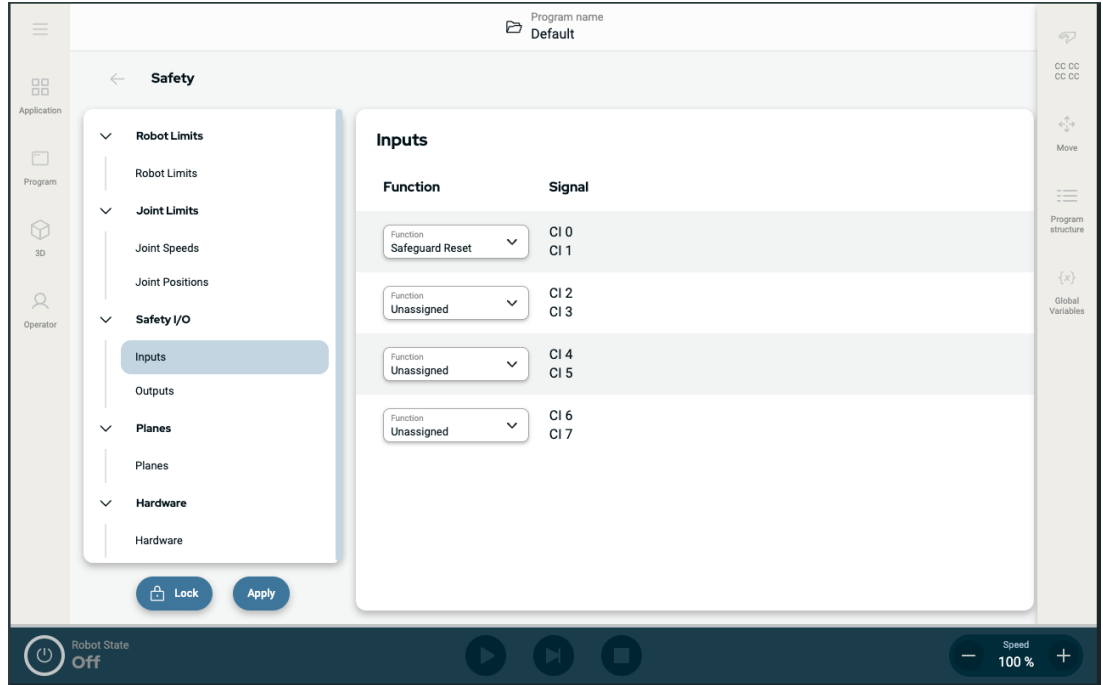 Program name
Default
Application
Program
3D
Operator
Safety
Robot Limits
Robot Limits
Joint Limits
Joint Speeds
Joint Positions
Safety I/O
Inputs
Outputs
Planes
Planes
Hardware
Hardware
Lock
Apply
Inputs
Function Signal
Function
Safeguard Reset
CI 0
CI 1
Function
Unassigned
CI 2
CI 3
Function
Unassigned
CI 4
CI 5
Function
Unassigned
CI 6
CI 7
CC CC
CC CC
Move
Program
structure
{x}
Global
Variables
Robot State
Off
Speed
100 %